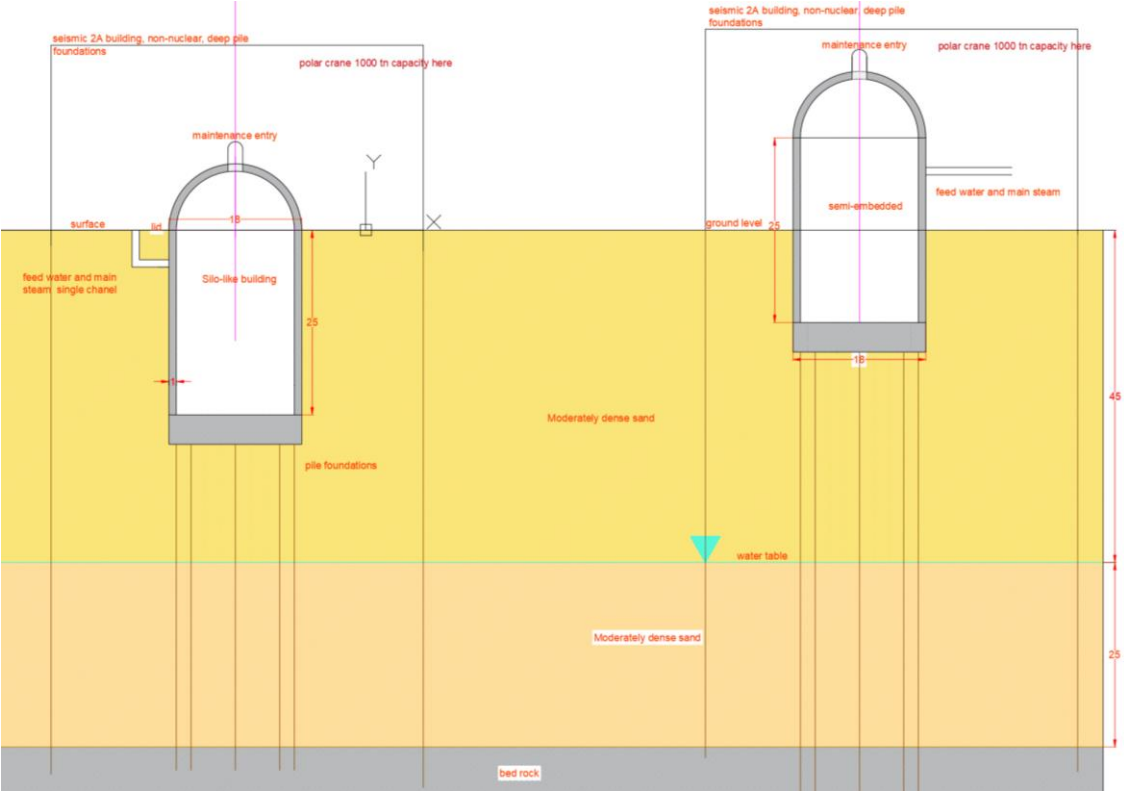 seismic 2A building, non-nuclear, deep pile
foundations
polar crane 1000 tn capacity here
maintenance entry
Y
X
18
surface
lid
feed water and main
steam single chanel
Silo-like building
25
1
pile foundations
seismic 2A building, non-nuclear, deep pile
foundations
maintenance entry
polar crane 1000 tn capacity here
feed water and main steam
semi-embedded
ground level
25
18
Moderately dense sand
45
water table
Moderately dense sand
25
bed rock